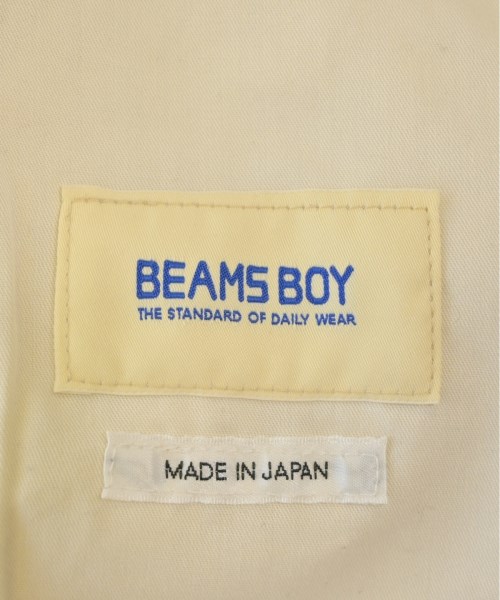 BEAMS BOY
THE STANDARD OF DAILY WEAR
MADE IN JAPAN